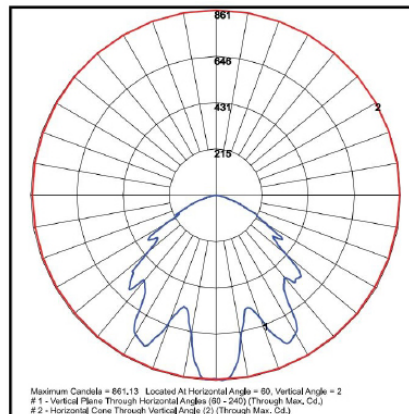 861
646
431
2
215
1
Maximum Candela = 861.13 Located At Horizontal Angle = 60, Vertical Angle = 2
# 1 - Vertical Plane Through Horizontal Angles (60 - 240) (Through Max. Cd.)
# 2 - Horizontal Cone Through Vertical Angle (2) (Through Max. Cd.)